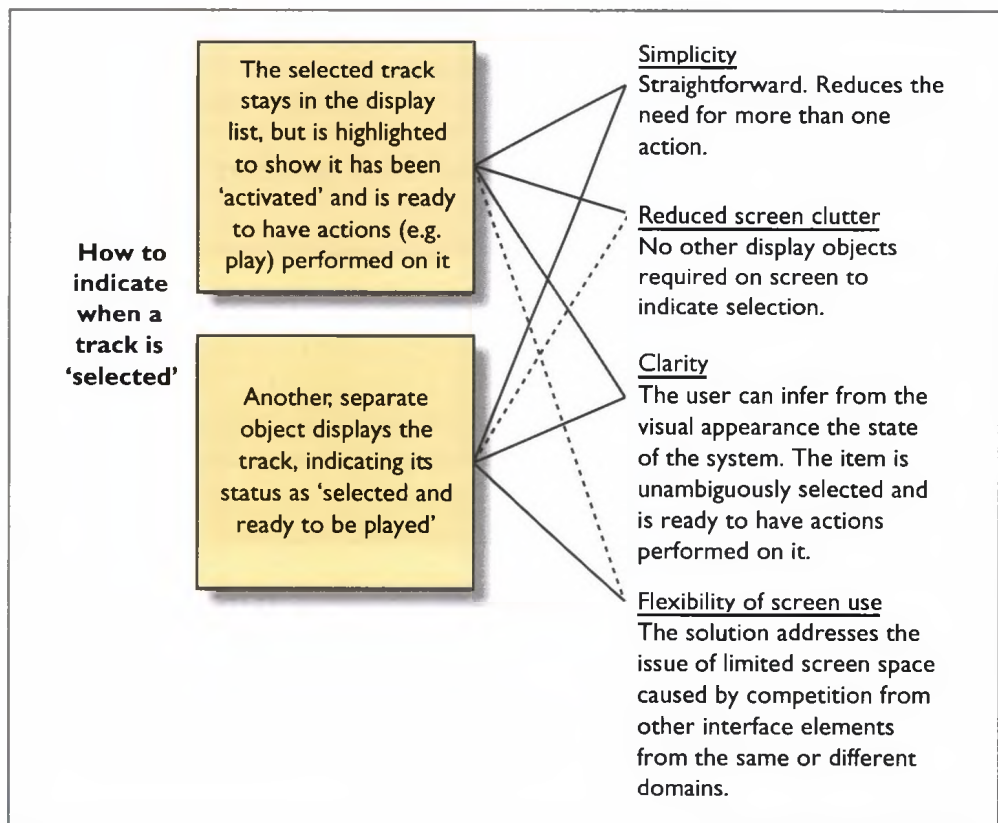 How to
indicate
when a
track is
‘selected’
The selected track
stays in the display
list, but is highlighted
to show it has been
‘activated’ and is ready
to have actions (e.g.
play) performed on it
Another, separate
object displays the
track, indicating its
status as ‘selected and
ready to be played’
Simplicity
Straightforward. Reduces the
need for more than one
action.
Reduced screen clutter
No other display objects
required on screen to
indicate selection.
Clarity
The user can infer from the
visual appearance the state
of the system. The item is
unambiguously selected and
is ready to have actions
performed on it.
Flexibility of screen use
The solution addresses the
issue of limited screen space
caused by competition from
other interface elements
from the same or different
domains.